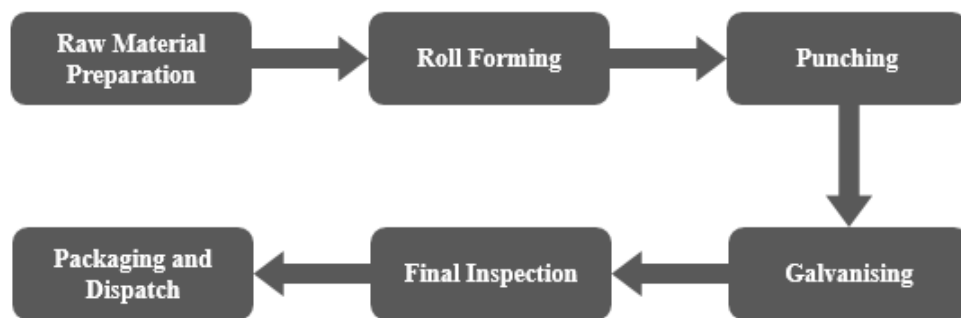 Raw Material
Preparation
Roll Forming
Punching
Galvanising
Final Inspection
Packaging and
Dispatch